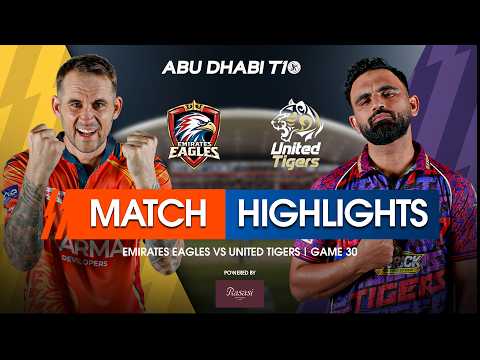 ABU DHABI T10
EMIRATES
EAGLES
United
Tigers
MATCH HIGHLIGHTS
EMIRATES EAGLES VS UNITED TIGERS | GAME 30
POWERED BY
Rasasi
DEVELOPERS
TIGERS